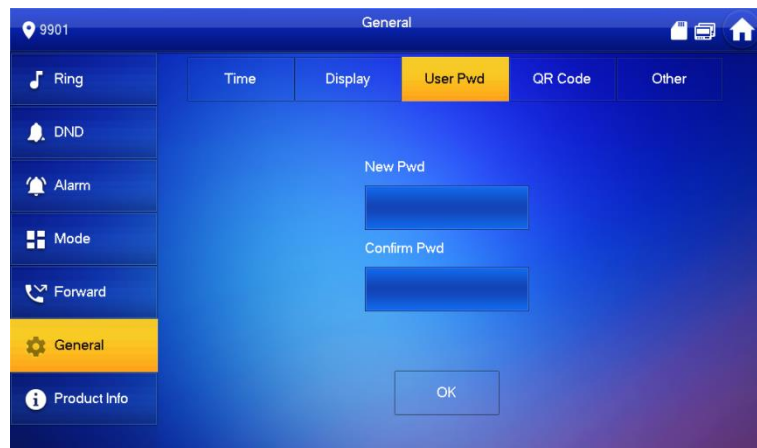 9901
General
Ring
DND
Alarm
Mode
Forward
General
Product Info
Time Display User Pwd QR Code Other
New Pwd
Confirm Pwd
OK